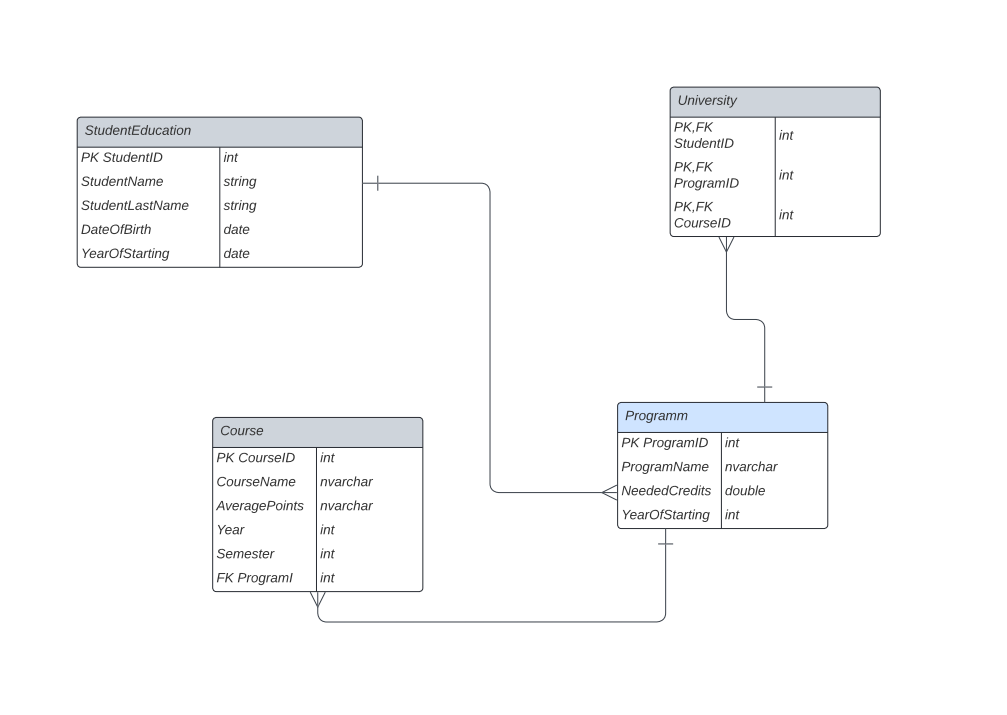 University
PK,FK
StudentID
int
PK,FK
ProgramID
int
PK,FK
CourseID
int
StudentEducation
PK StudentID int
StudentName string
StudentLastName string
DateOfBirth date
YearOfStarting date
Programm
PK ProgramID int
ProgramName nvarchar
NeededCredits double
YearOfStarting int
Course
PK CourseID int
CourseName nvarchar
AveragePoints nvarchar
Year int
Semester int
FK ProgramI int